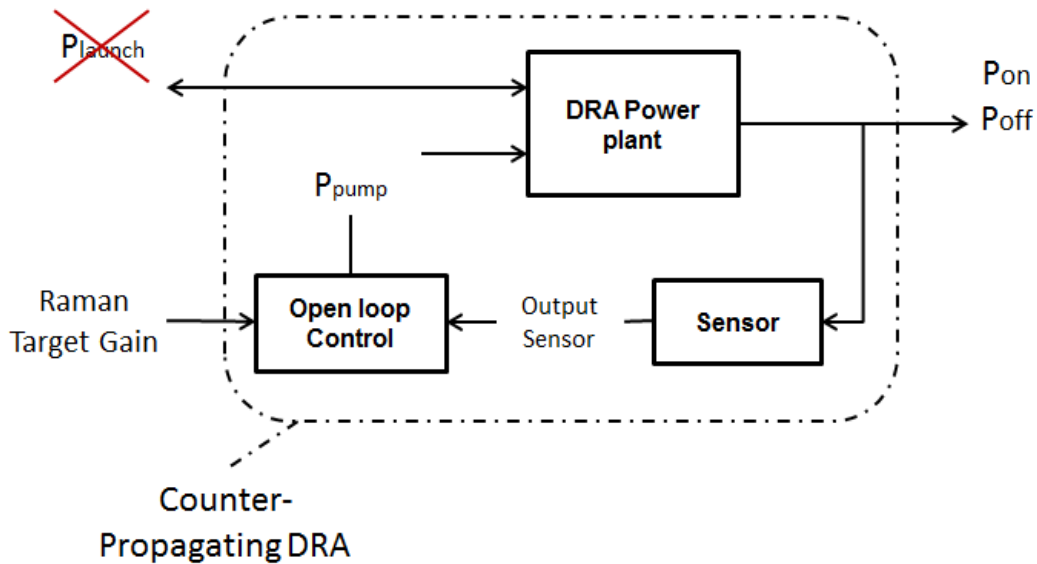 Plaunch
DRA Power
plant
Pon
Poff
Ppump
Raman
Target Gain
Open loop
Control
Output
Sensor
Sensor
Counter-
Propagating DRA